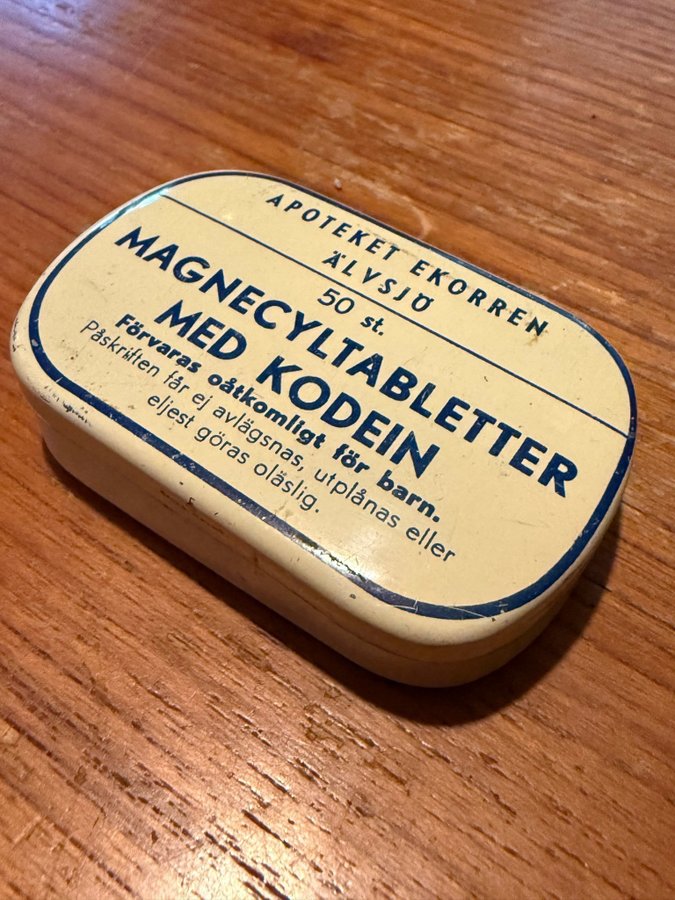 APOTEKET EKORREN
ÄLVSJÖ
50 st.
MAGNECYLTABLETTER
MED KODEIN
Förvaras oåtkomligt för barn.
Påskriften får ej avlägsnas, utplånas eller
eljest göras oläslig.